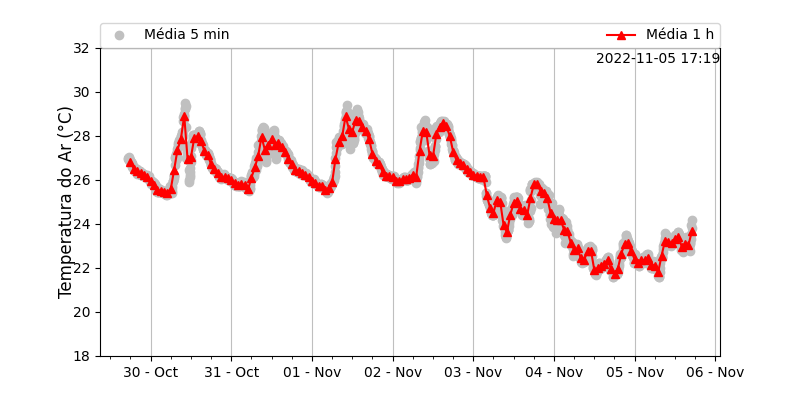 Média 5 min
Média 1 h
2022-11-05 17:19
Temperatura do Ar (°C)
32
30
28
26
24
22
20
18
30 - Oct
31 - Oct
01 - Nov
02 - Nov
03 - Nov
04 - Nov
05 - Nov
06 - Nov